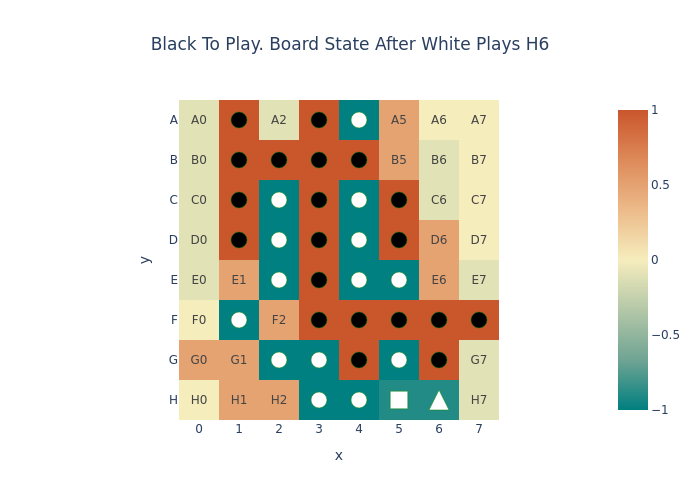 Black To Play. Board State After White Plays H6
A A0 A2 A5 A6 A7
B B0 B5 B6 B7
C C0 C6 C7
D D0 D6 D7
E E0 E1 E6 E7
F F0 F2
G G0 G1 G7
H H0 H1 H2 H7
0 1 2 3 4 5 6 7
x
y
1
0.5
0
−0.5
−1